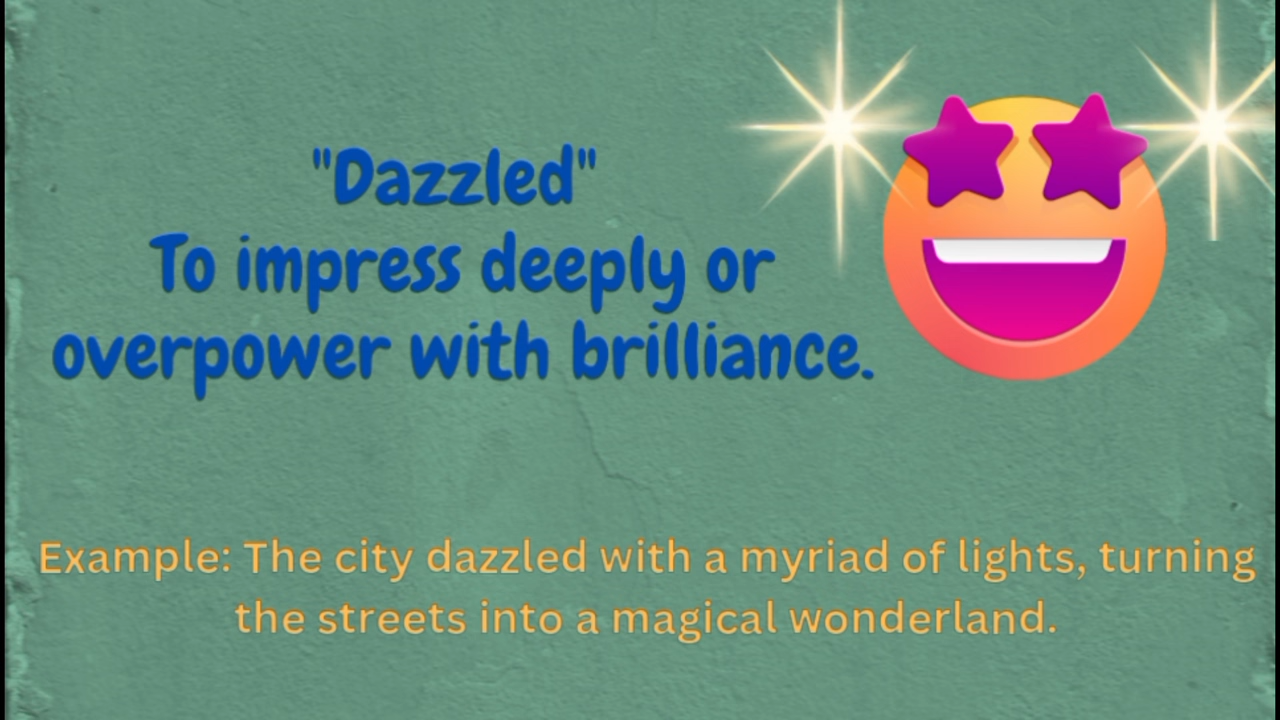 "Dazzled"
To impress deeply or
overpower with brilliance.
Example: The city dazzled with a myriad of lights, turning
the streets into a magical wonderland.